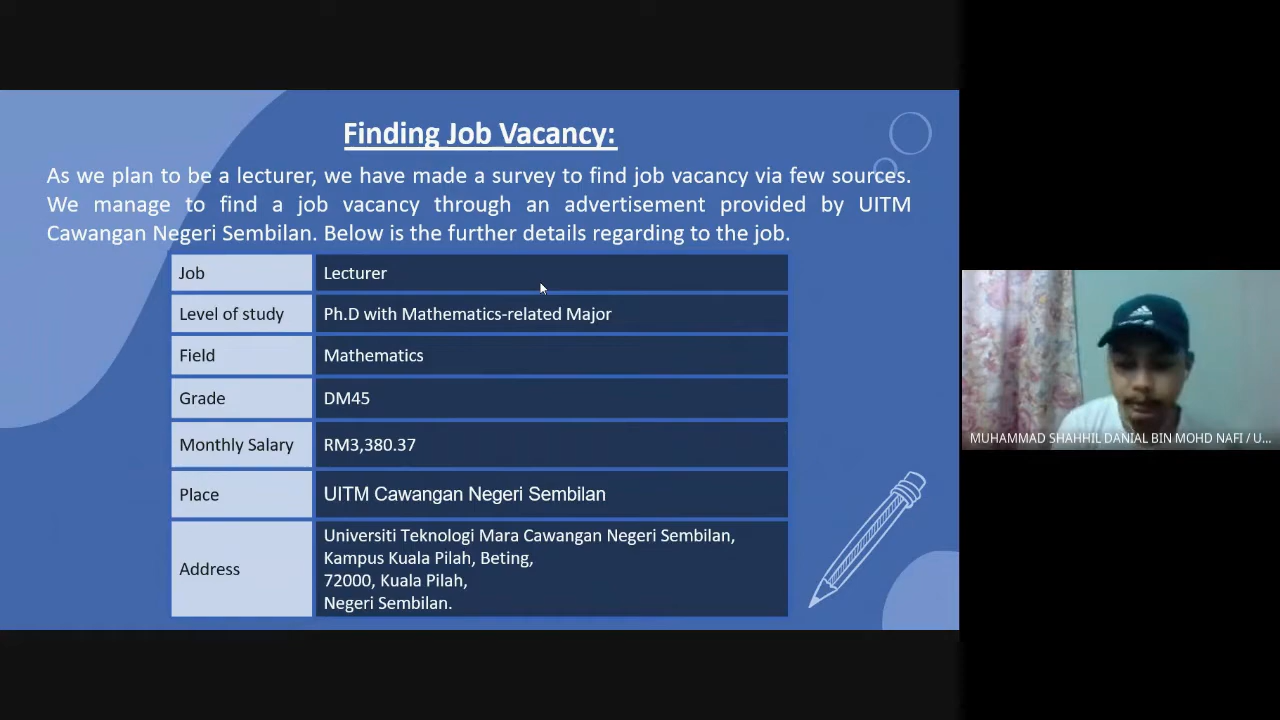 Finding Job Vacancy:
As we plan to be a lecturer, we have made a survey to find job vacancy via few sources.
We manage to find a job vacancy through an advertisement provided by UITM
Cawangan Negeri Sembilan. Below is the further details regarding to the job.
Job Lecturer
Level of study Ph.D with Mathematics-related Major
Field Mathematics
Grade DM45
Monthly Salary RM3,380.37
Place UITM Cawangan Negeri Sembilan
Address Universiti Teknologi Mara Cawangan Negeri Sembilan,
Kampus Kuala Pilah, Beting,
72000, Kuala Pilah,
Negeri Sembilan.
MUHAMMAD SHAHHIL DANIAL BIN MOHD NAFI / U...